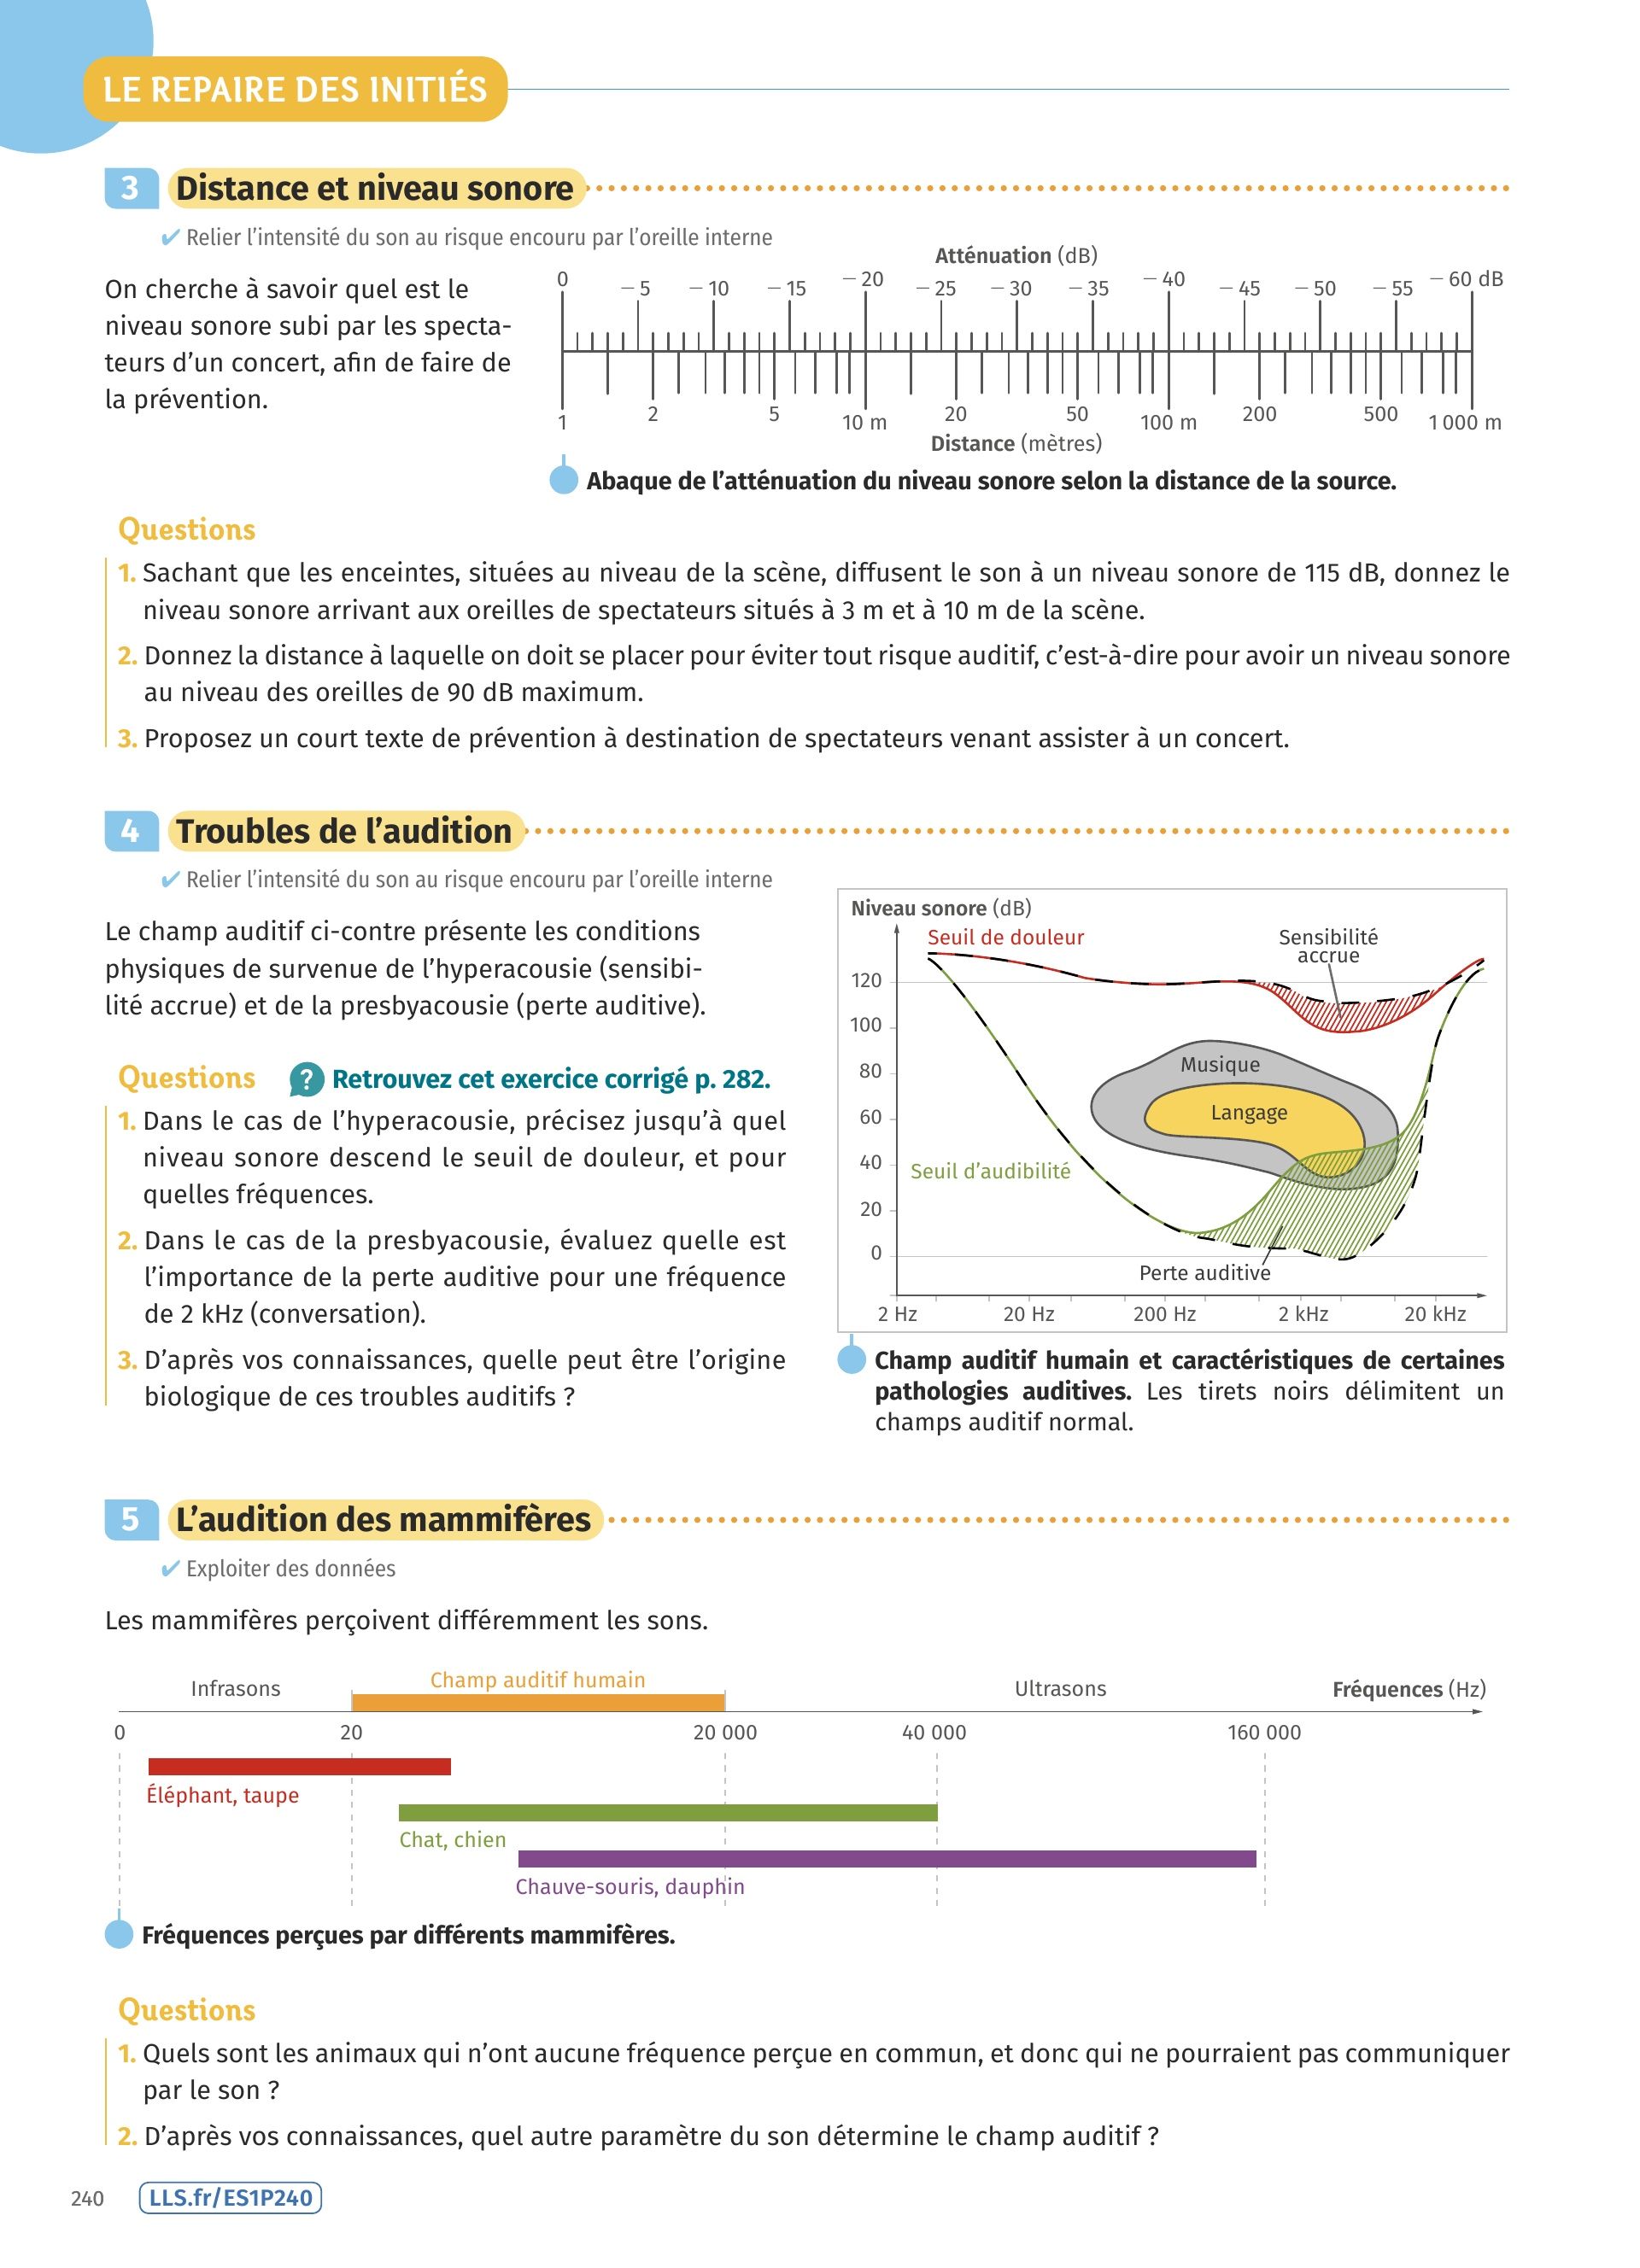 LE REPAIRE DES INITIÉS
3 Distance et niveau sonore
✔ Relier l'intensité du son au risque encouru par l'oreille interne
On cherche à savoir quel est le
niveau sonore subi par les specta-
teurs d'un concert, afin de faire de
la prévention.
Atténuation (dB)
0 – 5 – 10 – 15 – 20 – 25 – 30 – 35 – 40 – 45 – 50 – 55 – 60 dB
1 2 5 10 m 20 50 100 m 200 500 1 000 m
Distance (mètres)
Abaque de l'atténuation du niveau sonore selon la distance de la source.
Questions
1. Sachant que les enceintes, situées au niveau de la scène, diffusent le son à un niveau sonore de 115 dB, donnez le
niveau sonore arrivant aux oreilles de spectateurs situés à 3 m et à 10 m de la scène.
2. Donnez la distance à laquelle on doit se placer pour éviter tout risque auditif, c'est-à-dire pour avoir un niveau sonore
au niveau des oreilles de 90 dB maximum.
3. Proposez un court texte de prévention à destination de spectateurs venant assister à un concert.
4 Troubles de l'audition
✔ Relier l'intensité du son au risque encouru par l'oreille interne
Le champ auditif ci-contre présente les conditions
physiques de survenue de l'hyperacousie (sensibi-
lité accrue) et de la presbyacousie (perte auditive).
Questions ? Retrouvez cet exercice corrigé p. 282.
1. Dans le cas de l'hyperacousie, précisez jusqu'à quel
niveau sonore descend le seuil de douleur, et pour
quelles fréquences.
2. Dans le cas de la presbyacousie, évaluez quelle est
l'importance de la perte auditive pour une fréquence
de 2 kHz (conversation).
3. D'après vos connaissances, quelle peut être l'origine
biologique de ces troubles auditifs ?
Niveau sonore (dB)
Seuil de douleur
Sensibilité
accrue
120
100
80
60
40
20
0
Musique
Langage
Seuil d'audibilité
Perte auditive
2 Hz 20 Hz 200 Hz 2 kHz 20 kHz
Champ auditif humain et caractéristiques de certaines
pathologies auditives. Les tirets noirs délimitent un
champs auditif normal.
5 L'audition des mammifères
✔ Exploiter des données
Les mammifères perçoivent différemment les sons.
Infrasons Champ auditif humain Ultrasons Fréquences (Hz)
0 20 20 000 40 000 160 000
Éléphant, taupe
Chat, chien
Chauve-souris, dauphin
Fréquences perçues par différents mammifères.
Questions
1. Quels sont les animaux qui n'ont aucune fréquence perçue en commun, et donc qui ne pourraient pas communiquer
par le son ?
2. D'après vos connaissances, quel autre paramètre du son détermine le champ auditif ?
240 LLS.fr/ES1P240